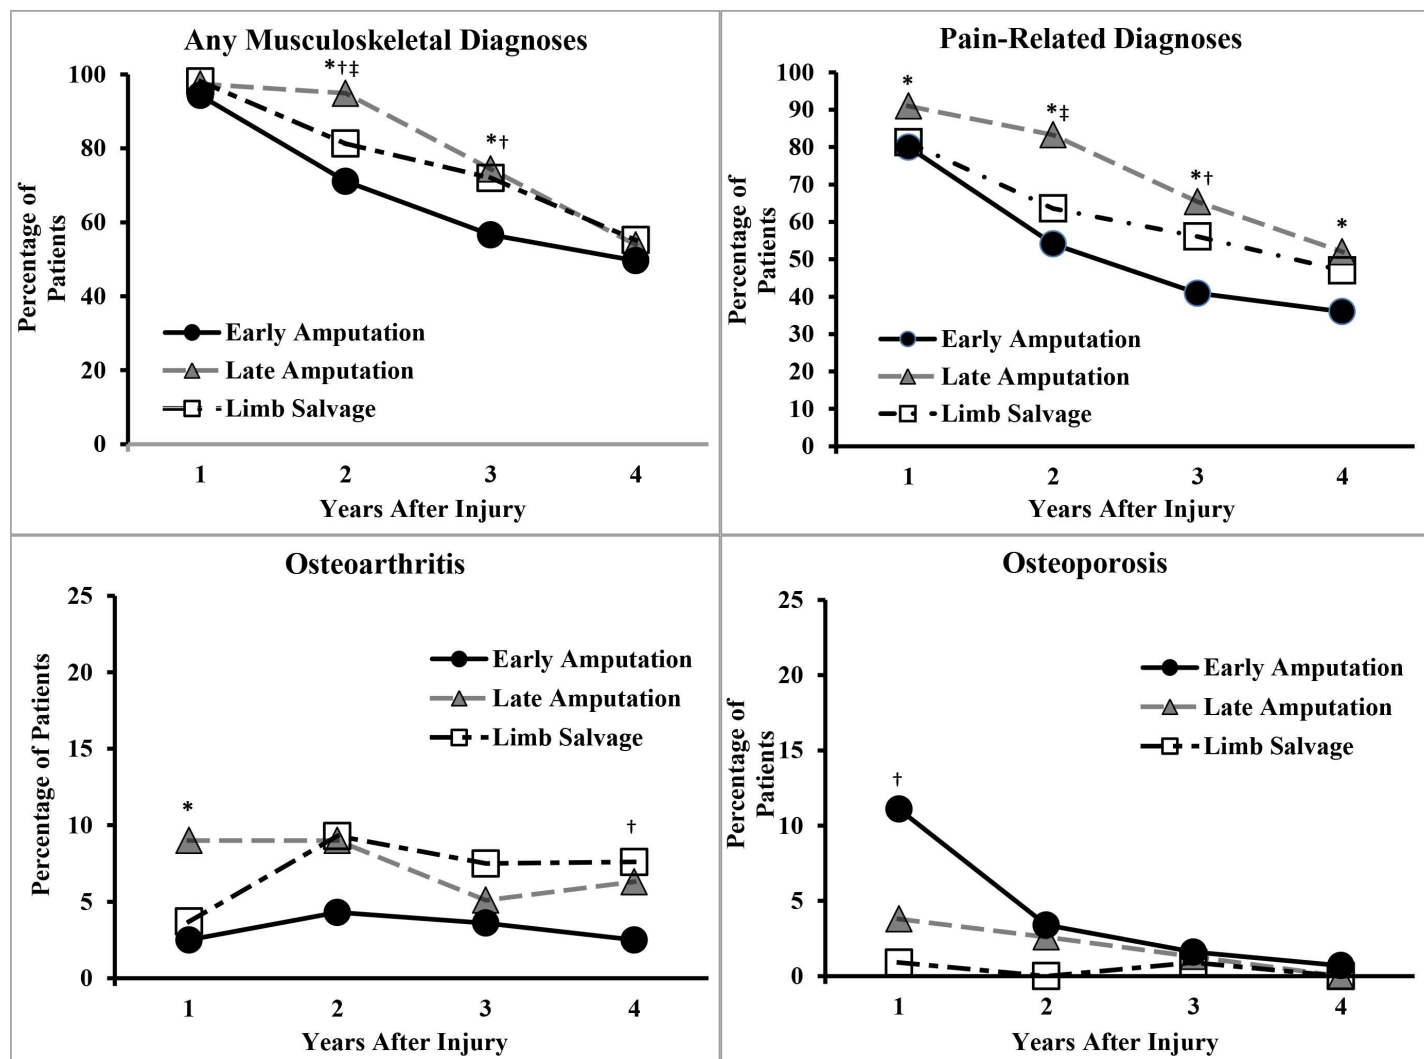 Any Musculoskeletal Diagnoses
*†‡
*†
100
80
60
40
20
0
Percentage of
Patients
Early Amputation
Late Amputation
Limb Salvage
1 2 3 4
Years After Injury
Pain-Related Diagnoses
*
*‡
*†
*
100
90
80
70
60
50
40
30
20
10
0
Percentage of
Patients
Early Amputation
Late Amputation
Limb Salvage
1 2 3 4
Years After Injury
Osteoarthritis
25
20
15
10
5
0
Percentage of Patients
Early Amputation
Late Amputation
Limb Salvage
*
†
1 2 3 4
Years After Injury
Osteoporosis
25
20
15
10
5
0
Percentage of
Patients
Early Amputation
Late Amputation
Limb Salvage
†
1 2 3 4
Years After Injury